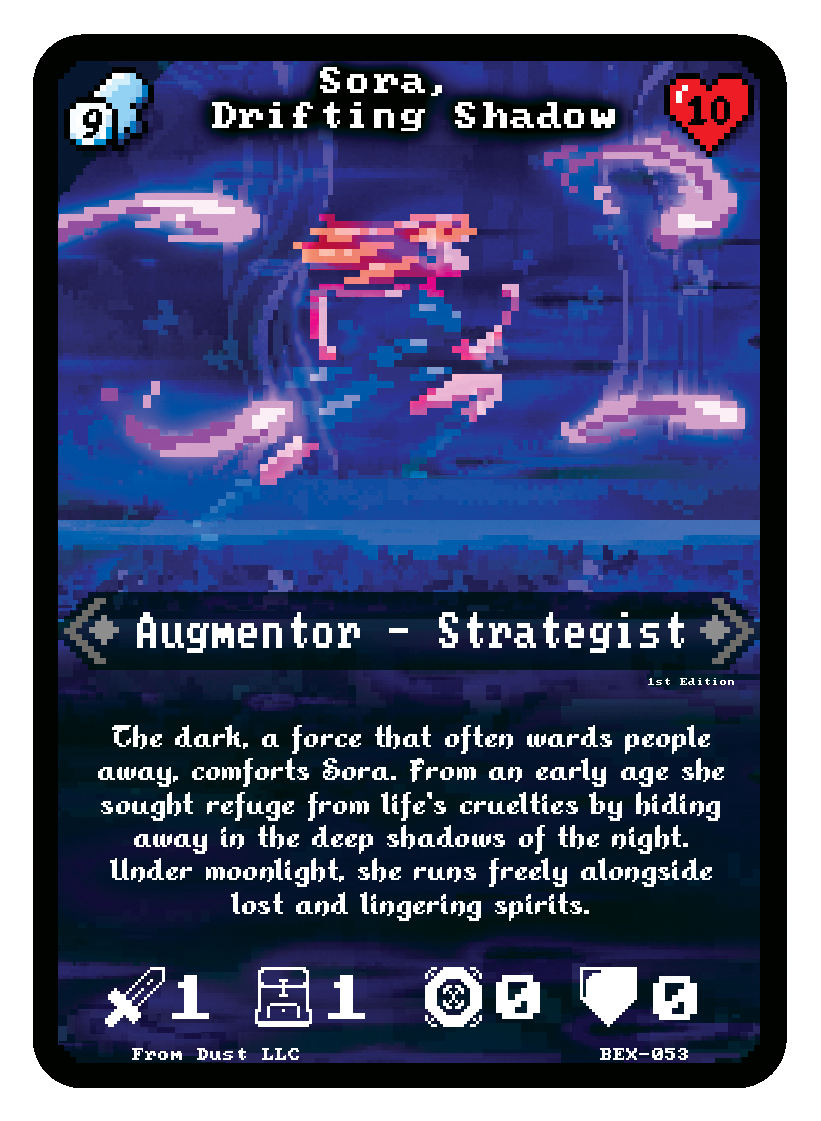 Sora,
Drifting Shadow
9
10
Augmentor - Strategist
1st Edition
The dark, a force that often wards people
away, comforts Sora. From an early age she
sought refuge from life's cruelties by hiding
away in the deep shadows of the night.
Under moonlight, she runs freely alongside
lost and lingering spirits.
1 1 0 0
From Dust LLC
BEX-053